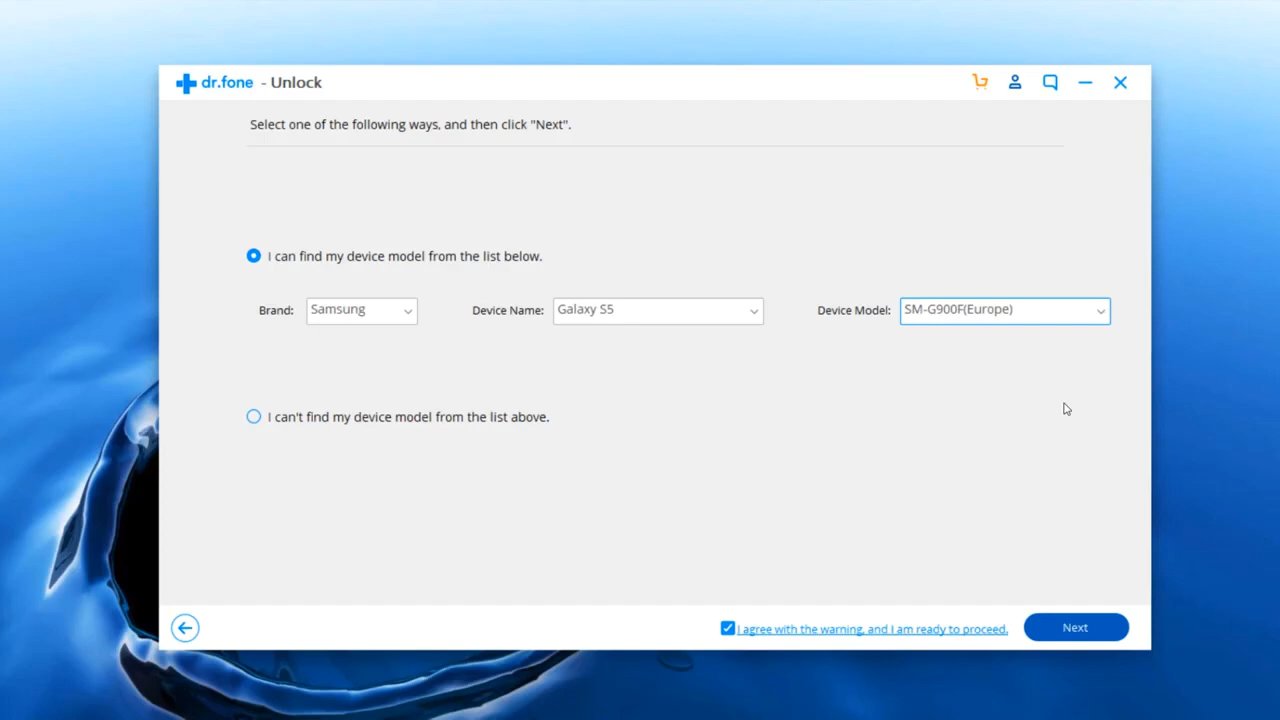 dr.fone - Unlock
Select one of the following ways, and then click "Next".
I can find my device model from the list below.
Brand: Samsung Device Name: Galaxy S5 Device Model: SM-G900F(Europe)
I can't find my device model from the list above.
I agree with the warning, and I am ready to proceed. Next